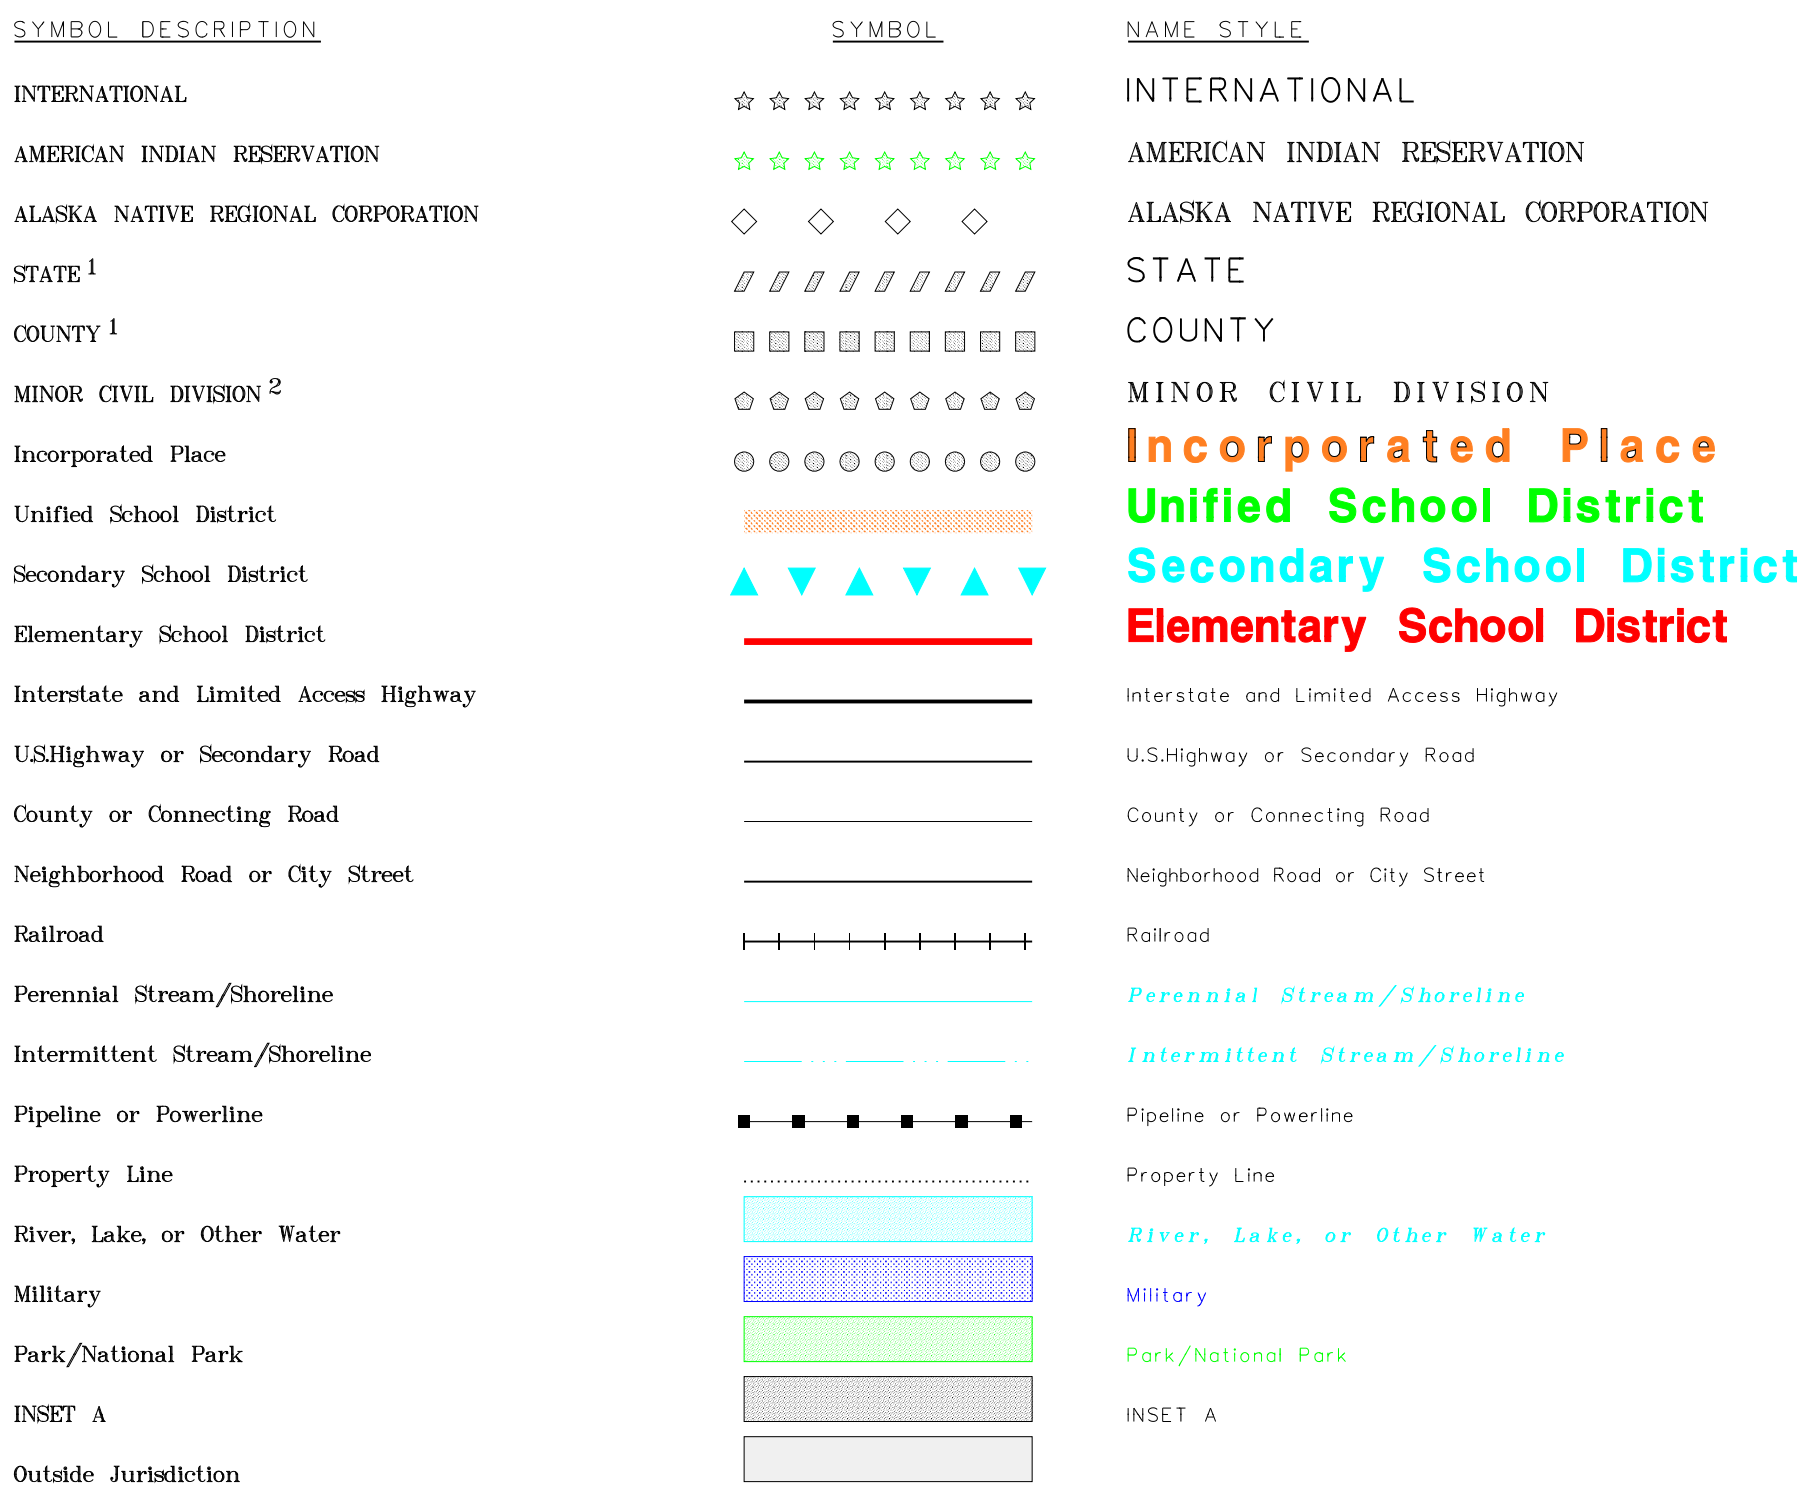 SYMBOL DESCRIPTION SYMBOL NAME STYLE
INTERNATIONAL INTERNATIONAL
AMERICAN INDIAN RESERVATION AMERICAN INDIAN RESERVATION
ALASKA NATIVE REGIONAL CORPORATION ALASKA NATIVE REGIONAL CORPORATION
STATE 1 STATE
COUNTY 1 COUNTY
MINOR CIVIL DIVISION 2 MINOR CIVIL DIVISION
Incorporated Place Incorporated Place
Unified School District Unified School District
Secondary School District Secondary School District
Elementary School District Elementary School District
Interstate and Limited Access Highway Interstate and Limited Access Highway
U.S.Highway or Secondary Road U.S.Highway or Secondary Road
County or Connecting Road County or Connecting Road
Neighborhood Road or City Street Neighborhood Road or City Street
Railroad Railroad
Perennial Stream/Shoreline Perennial Stream/Shoreline
Intermittent Stream/Shoreline Intermittent Stream/Shoreline
Pipeline or Powerline Pipeline or Powerline
Property Line Property Line
River, Lake, or Other Water River, Lake, or Other Water
Military Military
Park/National Park Park/National Park
INSET A INSET A
Outside Jurisdiction